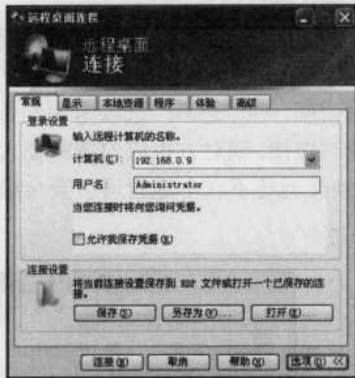 远程桌面连接
远程桌面
连接
常规 显示 本地资源 程序 体验 高级
登录设置
输入远程计算机的名称。
计算机(C): 192.168.0.9
用户名: Administrator
当您连接时将向您询问凭据。
允许我保存凭据(R)
连接设置
将当前连接设置保存到 RDP 文件或打开一个已保存的连
接。
保存(S) 另存为(V)... 打开(E)...
连接(N) 取消 帮助(H) 选项(O) <<